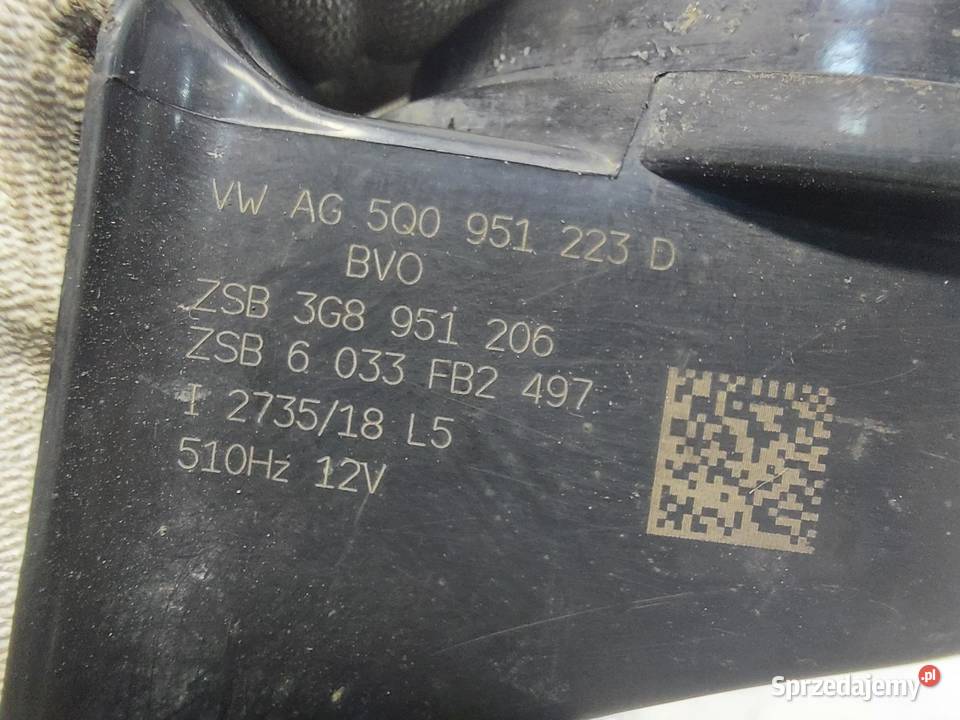 VW AG 5Q0 951 223 D
BVO
ZSB 3G8 951 206
ZSB 6 033 FB2 497
I 2735/18 L5
510Hz 12V
Sprzedajemy.pl